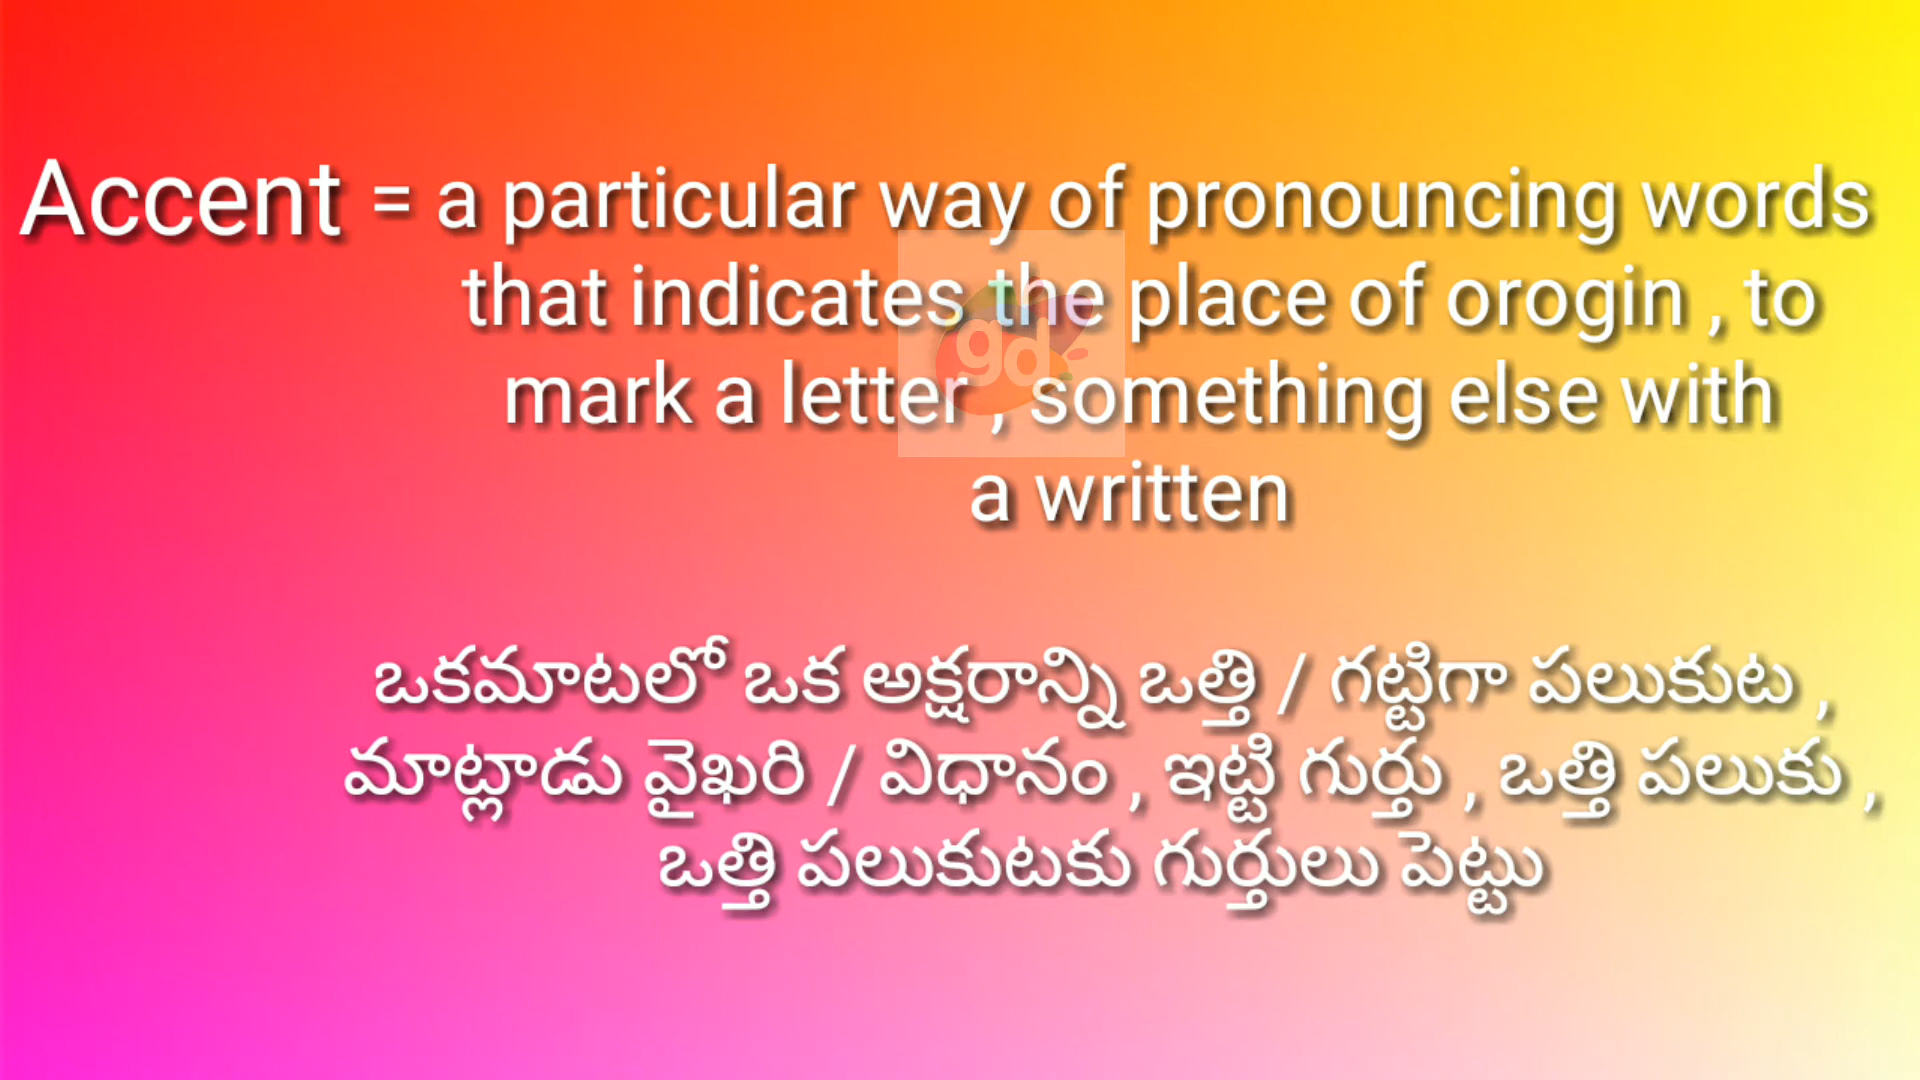 Accent = a particular way of pronouncing words
that indicates the place of orogin , to
mark a letter , something else with
a written
gd
ఒకమాటలో ఒక అక్షరాన్ని ఒత్తి / గట్టిగా పలుకుట ,
మాట్లాడు వైఖరి / విధానం , ఇట్టి గుర్తు , ఒత్తి పలుకు ,
ఒత్తి పలుకుటకు గుర్తులు పెట్టు